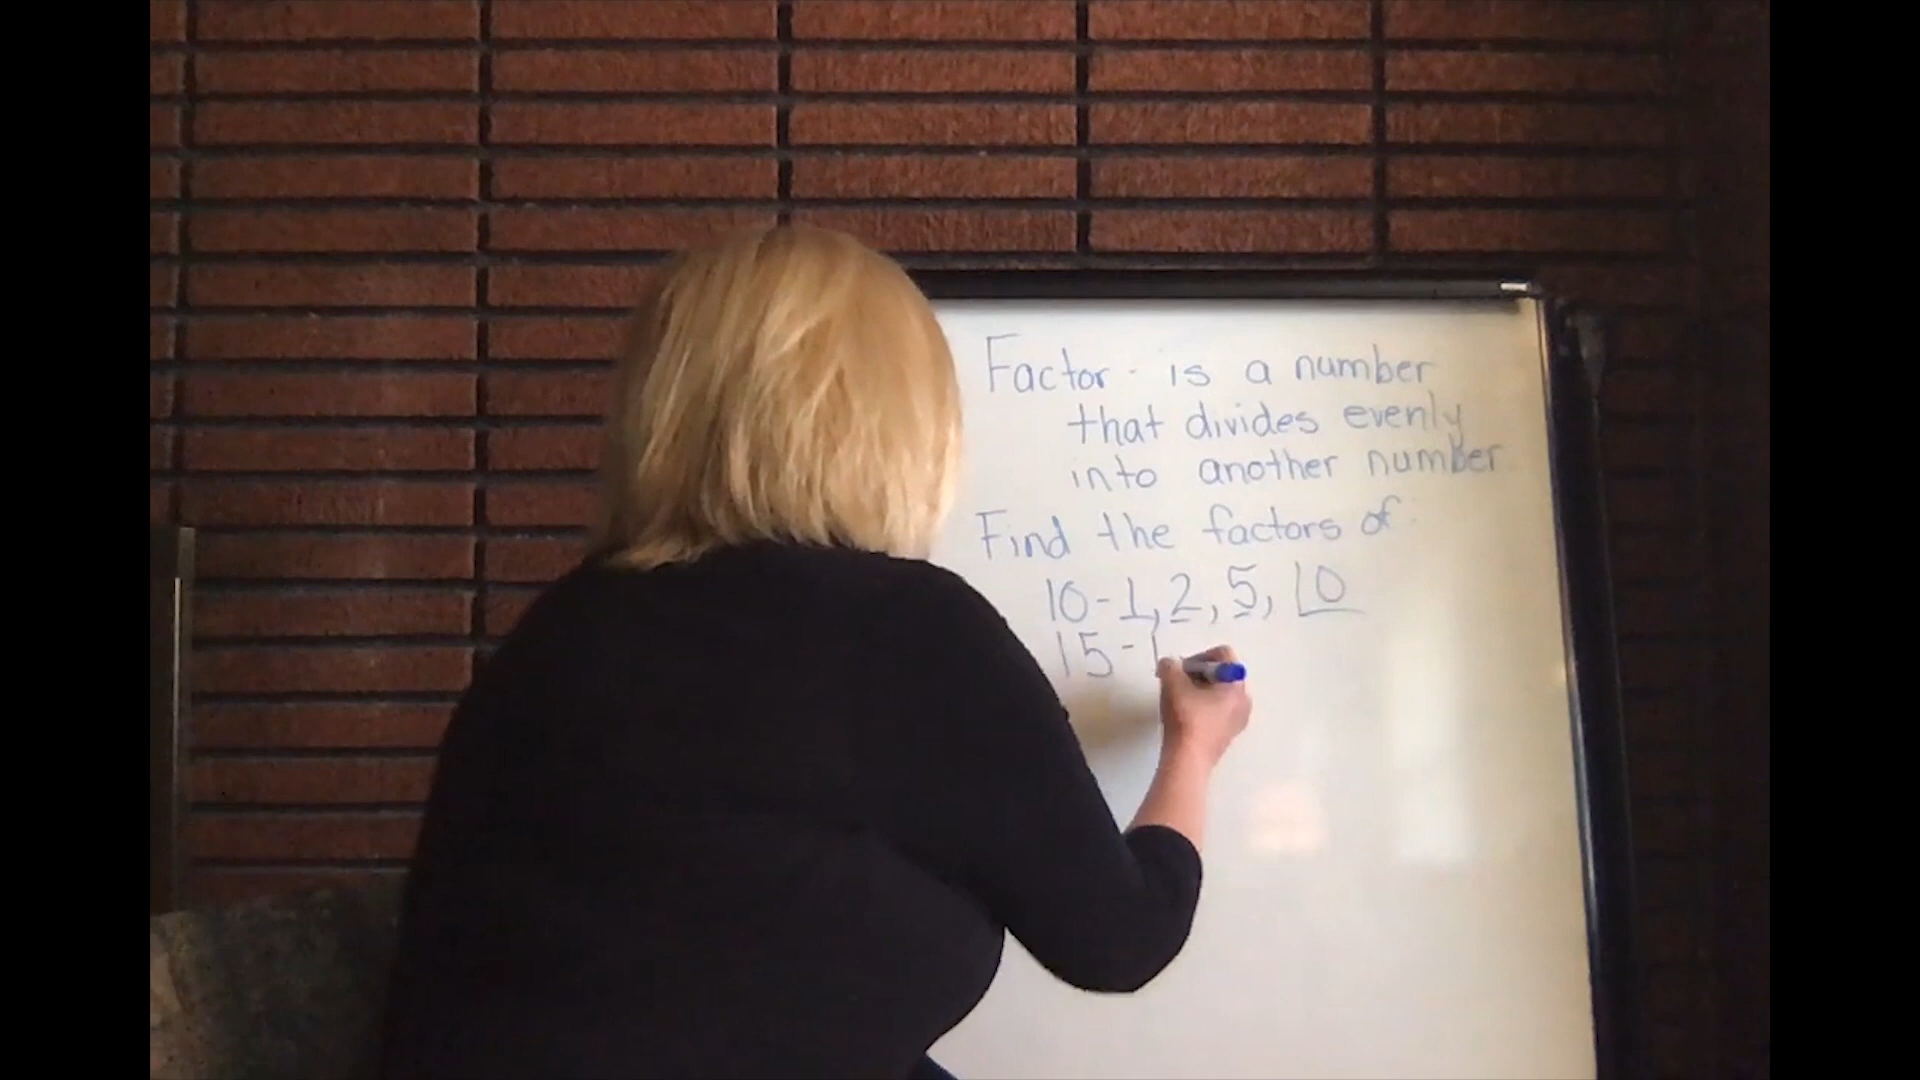 Factor - is a number
that divides evenly
into another number
Find the factors of:
10 - 1, 2, 5, 10
15 - 1